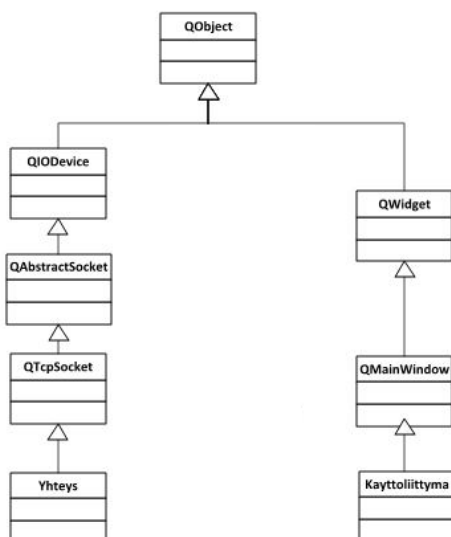 QObject
QIODevice
QWidget
QAbstractSocket
QTcpSocket
QMainWindow
Yhteys
Kayttoliittyma